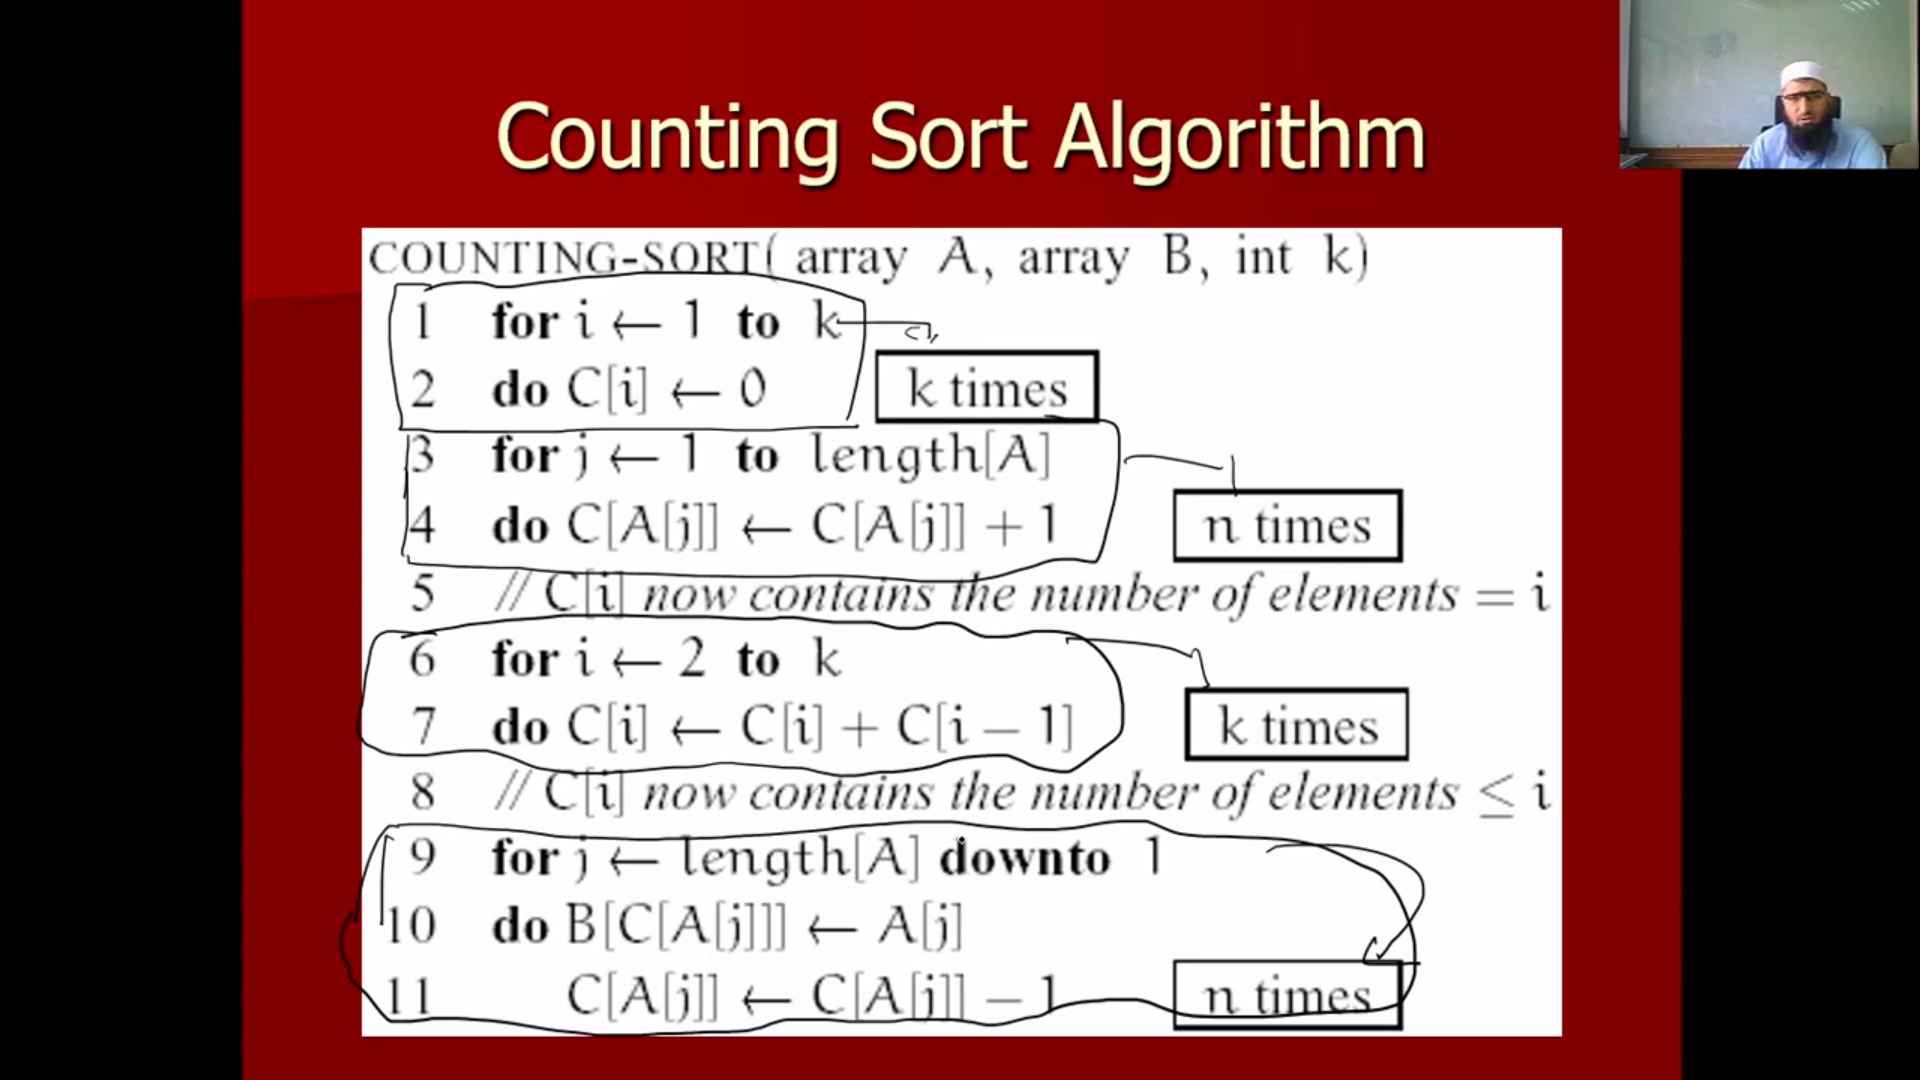 Counting Sort Algorithm
COUNTING-SORT( array A, array B, int k)
1 for i ← 1 to k
2 do C[i] ← 0
k times
3 for j ← 1 to length[A]
4 do C[A[j]] ← C[A[j]] + 1
n times
5 // C[i] now contains the number of elements = i
6 for i ← 2 to k
7 do C[i] ← C[i] + C[i − 1]
k times
8 // C[i] now contains the number of elements ≤ i
9 for j ← length[A] downto 1
10 do B[C[A[j]]] ← A[j]
11 C[A[j]] ← C[A[j]] − 1
n times